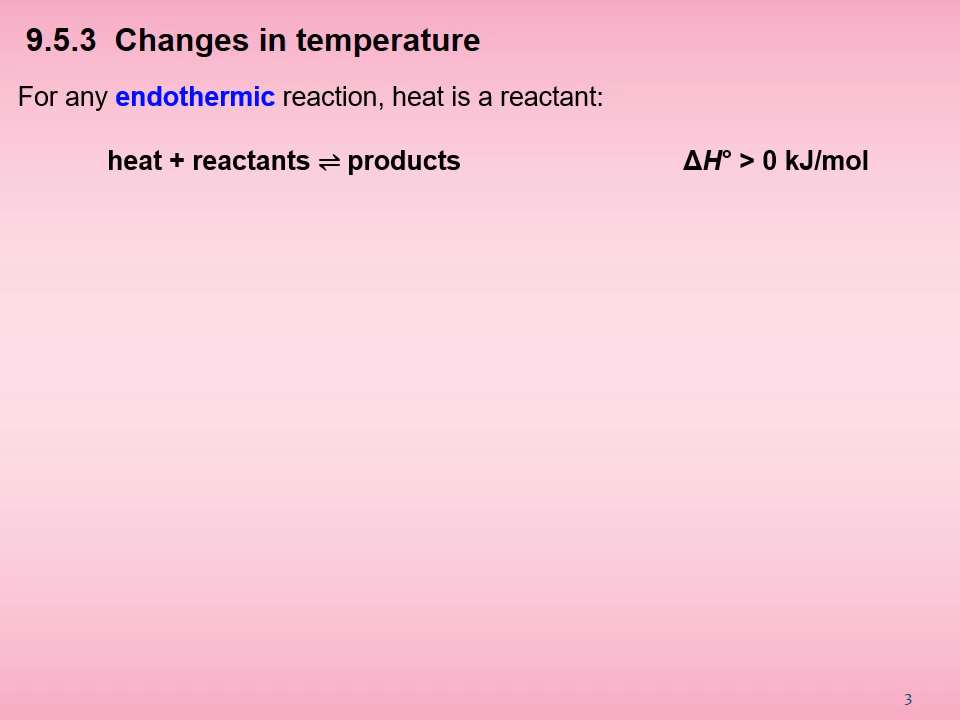 9.5.3 Changes in temperature
For any endothermic reaction, heat is a reactant:
heat + reactants ⇌ products ΔH° > 0 kJ/mol
3